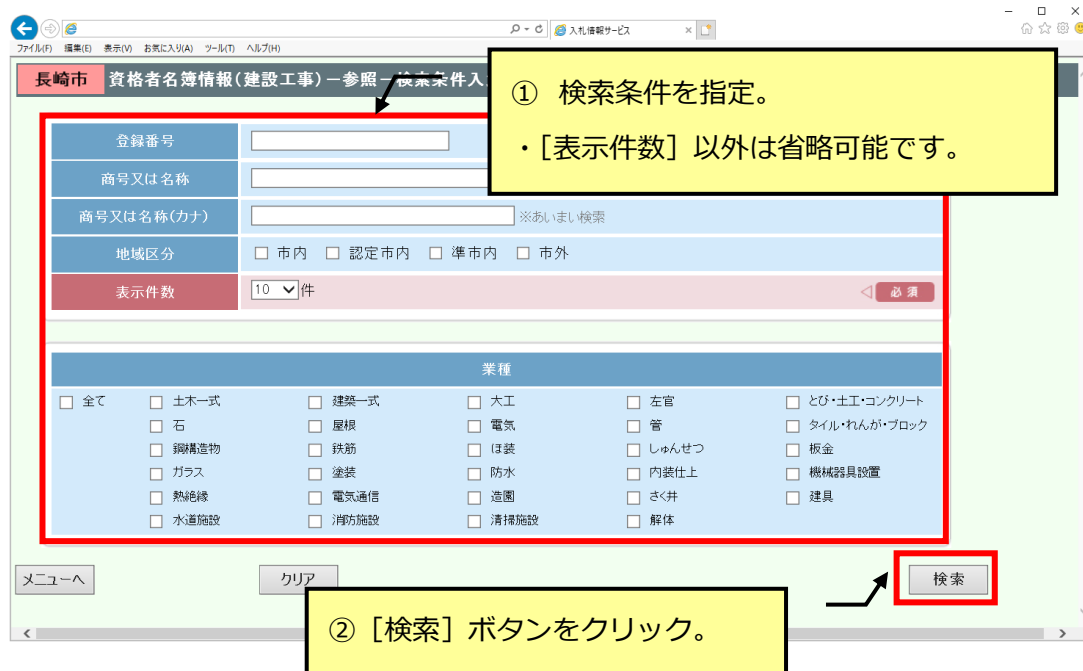 入札情報サービス
ファイル(F) 編集(E) 表示(V) お気に入り(A) ツール(T) ヘルプ(H)
長崎市 資格者名簿情報(建設工事)－参照－検索条件入
① 検索条件を指定。
・［表示件数］以外は省略可能です。
登録番号
商号又は名称
商号又は名称(カナ) ※あいまい検索
地域区分 市内 認定市内 準市内 市外
表示件数 10 件 必須
業種
全て 土木一式 建築一式 大工 左官 とび・土工・コンクリート
石 屋根 電気 管 タイル・れんが・ブロック
鋼構造物 鉄筋 ほ装 しゅんせつ 板金
ガラス 塗装 防水 内装仕上 機械器具設置
熱絶縁 電気通信 造園 さく井 建具
水道施設 消防施設 清掃施設 解体
メニューへ クリア 検索
② ［検索］ボタンをクリック。